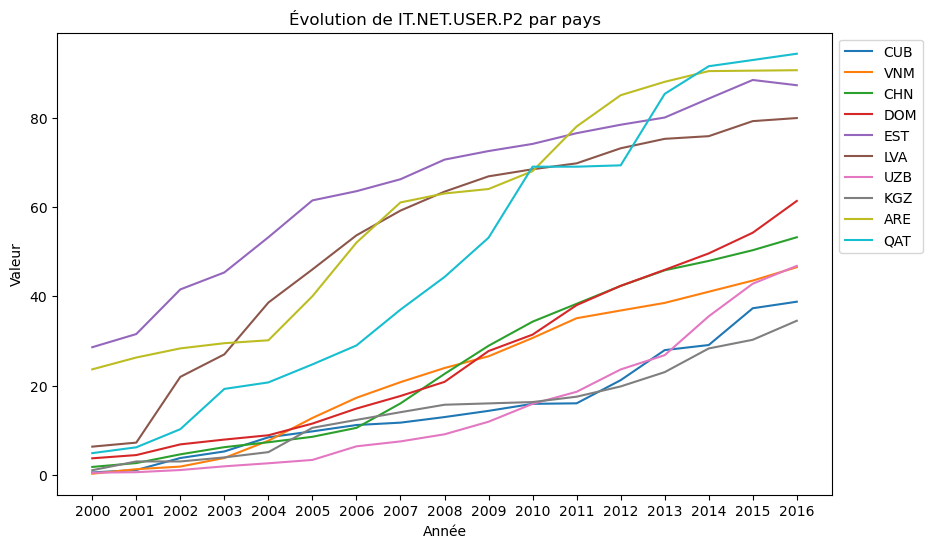 Évolution de IT.NET.USER.P2 par pays
CUB
VNM
CHN
DOM
EST
LVA
UZB
KGZ
ARE
QAT
Valeur
80
60
40
20
0
2000 2001 2002 2003 2004 2005 2006 2007 2008 2009 2010 2011 2012 2013 2014 2015 2016
Année